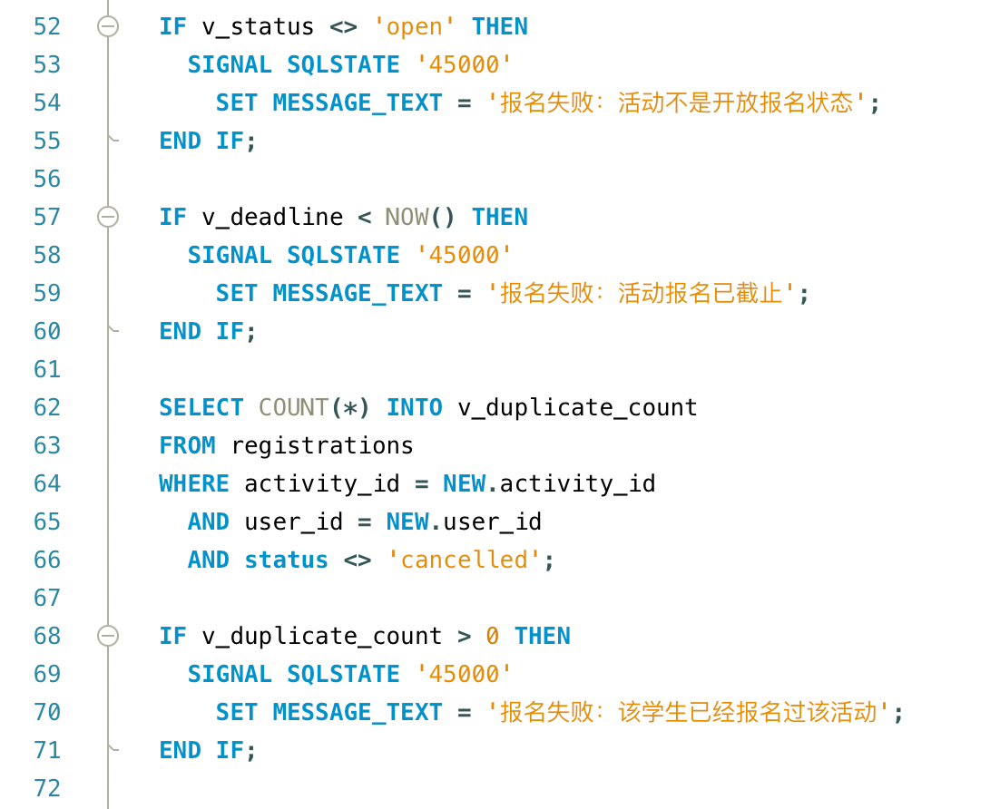 52 IF v_status <> 'open' THEN
53 SIGNAL SQLSTATE '45000'
54 SET MESSAGE_TEXT = '报名失败：活动不是开放报名状态';
55 END IF;
56
57 IF v_deadline < NOW() THEN
58 SIGNAL SQLSTATE '45000'
59 SET MESSAGE_TEXT = '报名失败：活动报名已截止';
60 END IF;
61
62 SELECT COUNT(*) INTO v_duplicate_count
63 FROM registrations
64 WHERE activity_id = NEW.activity_id
65 AND user_id = NEW.user_id
66 AND status <> 'cancelled';
67
68 IF v_duplicate_count > 0 THEN
69 SIGNAL SQLSTATE '45000'
70 SET MESSAGE_TEXT = '报名失败：该学生已经报名过该活动';
71 END IF;
72